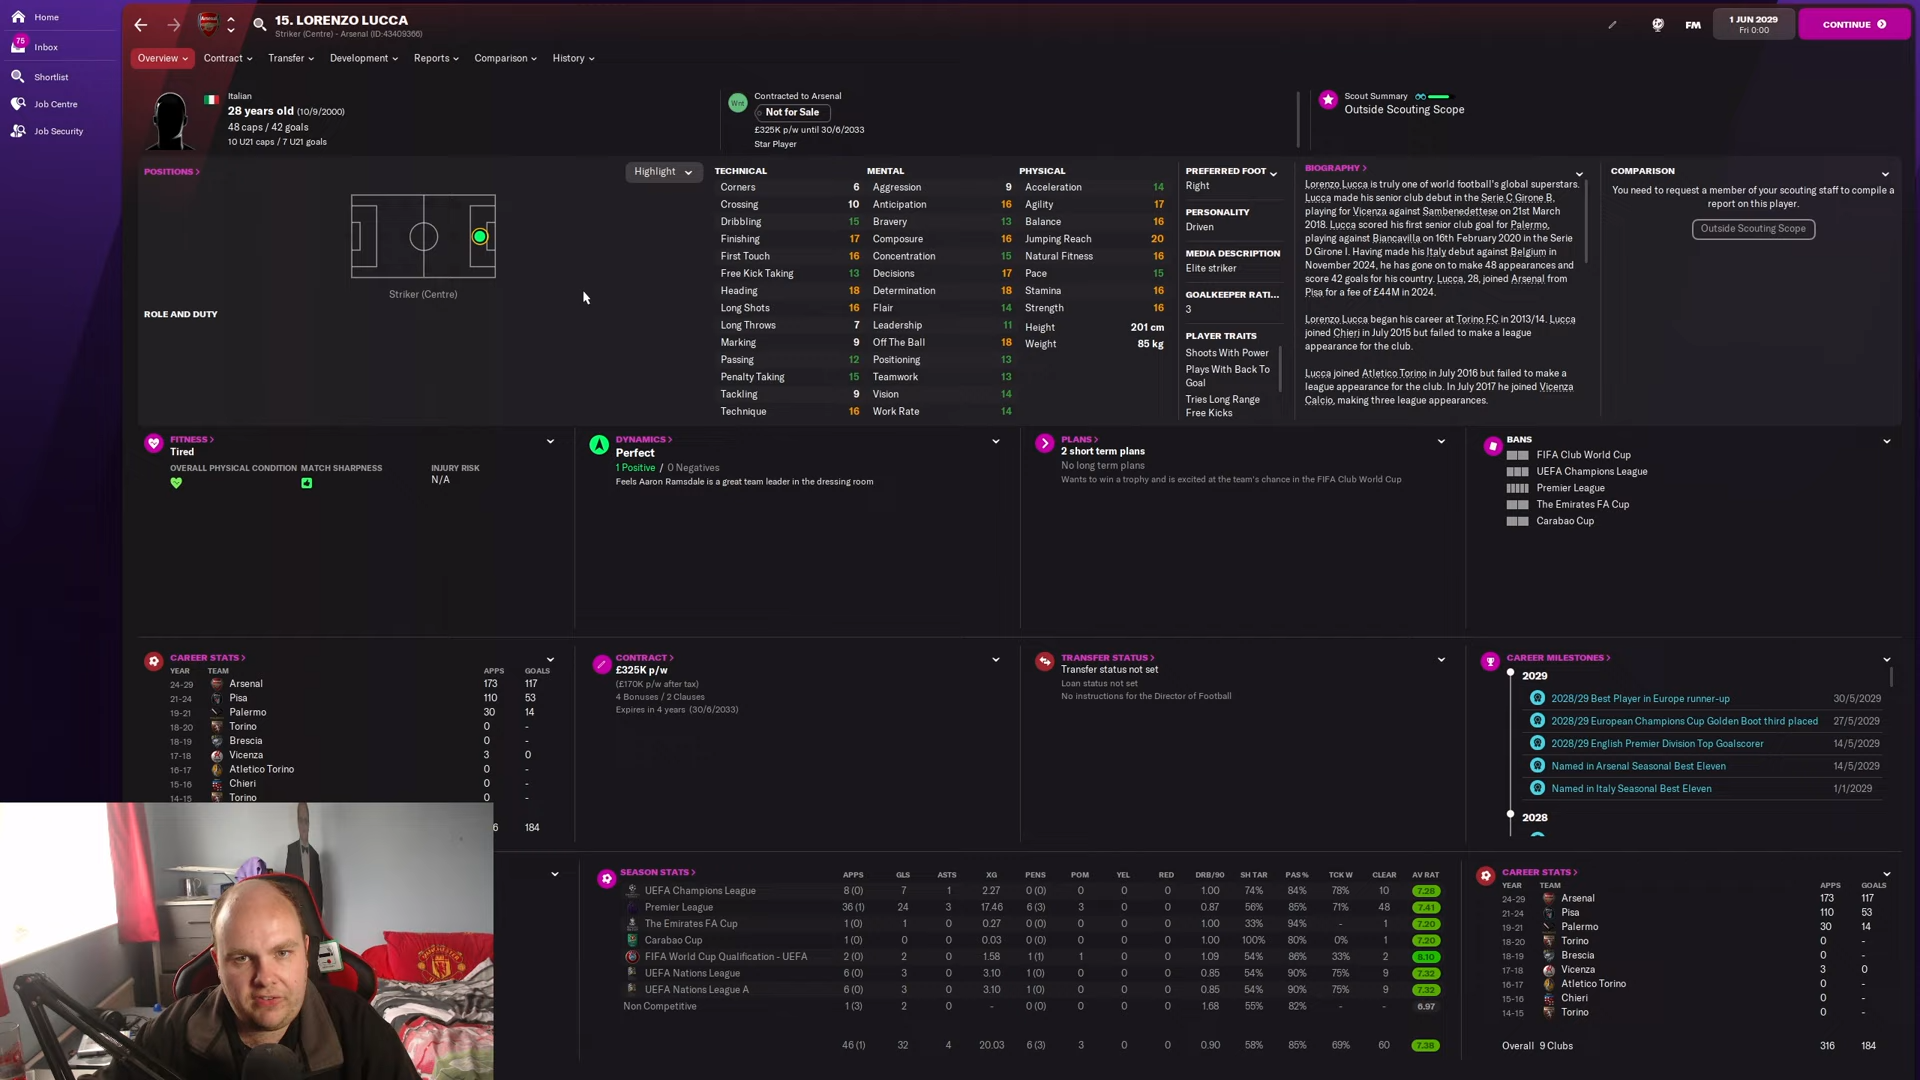 Home
75
Inbox
Shortlist
Job Centre
Job Security
15. LORENZO LUCCA
Striker (Centre) - Arsenal (ID:43409366)
FM
1 JUN 2029
Fri 0:00
CONTINUE
Overview Contract Transfer Development Reports Comparison History
Italian
28 years old (10/9/2000)
48 caps / 42 goals
10 U21 caps / 7 U21 goals
Wnt
Contracted to Arsenal
Not for Sale
£325K p/w until 30/6/2033
Star Player
Scout Summary
Outside Scouting Scope
POSITIONS >
Highlight
Striker (Centre)
ROLE AND DUTY
TECHNICAL
Corners 6
Crossing 10
Dribbling 15
Finishing 17
First Touch 16
Free Kick Taking 13
Heading 18
Long Shots 16
Long Throws 7
Marking 9
Passing 12
Penalty Taking 15
Tackling 9
Technique 16
MENTAL
Aggression 9
Anticipation 16
Bravery 13
Composure 16
Concentration 15
Decisions 17
Determination 18
Flair 14
Leadership 11
Off The Ball 18
Positioning 13
Teamwork 13
Vision 14
Work Rate 14
PHYSICAL
Acceleration 14
Agility 17
Balance 16
Jumping Reach 20
Natural Fitness 16
Pace 15
Stamina 16
Strength 16
Height 201 cm
Weight 85 kg
PREFERRED FOOT
Right
PERSONALITY
Driven
MEDIA DESCRIPTION
Elite striker
GOALKEEPER RATI...
3
PLAYER TRAITS
Shoots With Power
Plays With Back To
Goal
Tries Long Range
Free Kicks
BIOGRAPHY >
Lorenzo Lucca is truly one of world football's global superstars.
Lucca made his senior club debut in the Serie C Girone B,
playing for Vicenza against Sambenedettese on 21st March
2018. Lucca scored his first senior club goal for Palermo,
playing against Biancavilla on 16th February 2020 in the Serie
D Girone I. Having made his Italy debut against Belgium in
November 2024, he has gone on to make 48 appearances and
score 42 goals for his country. Lucca, 28, joined Arsenal from
Pisa for a fee of £44M in 2024.
Lorenzo Lucca began his career at Torino FC in 2013/14. Lucca
joined Chieri in July 2015 but failed to make a league
appearance for the club.
Lucca joined Atletico Torino in July 2016 but failed to make a
league appearance for the club. In July 2017 he joined Vicenza
Calcio, making three league appearances.
COMPARISON
You need to request a member of your scouting staff to compile a
report on this player.
Outside Scouting Scope
FITNESS >
Tired
OVERALL PHYSICAL CONDITION MATCH SHARPNESS INJURY RISK
N/A
DYNAMICS >
Perfect
1 Positive / 0 Negatives
Feels Aaron Ramsdale is a great team leader in the dressing room
PLANS >
2 short term plans
No long term plans
Wants to win a trophy and is excited at the team's chance in the FIFA Club World Cup
BANS
FIFA Club World Cup
UEFA Champions League
Premier League
The Emirates FA Cup
Carabao Cup
CAREER STATS >
YEAR TEAM APPS GOALS
24-29 Arsenal 173 117
21-24 Pisa 110 53
19-21 Palermo 30 14
18-20 Torino 0 -
18-19 Brescia 0 -
17-18 Vicenza 3 0
16-17 Atletico Torino 0 -
15-16 Chieri 0 -
14-15 Torino 0 -
6 184
CONTRACT >
£325K p/w
(£170K p/w after tax)
4 Bonuses / 2 Clauses
Expires in 4 years (30/6/2033)
TRANSFER STATUS >
Transfer status not set
Loan status not set
No instructions for the Director of Football
CAREER MILESTONES >
2029
2028/29 Best Player in Europe runner-up 30/5/2029
2028/29 European Champions Cup Golden Boot third placed 27/5/2029
2028/29 English Premier Division Top Goalscorer 14/5/2029
Named in Arsenal Seasonal Best Eleven 14/5/2029
Named in Italy Seasonal Best Eleven 1/1/2029
2028
SEASON STATS > APPS GLS ASTS XG PENS POM YEL RED DRB/90 SH TAR PAS % TCK W CLEAR AV RAT
UEFA Champions League 8 (0) 7 1 2.27 0 (0) 0 0 0 1.00 74% 84% 78% 10 7.28
Premier League 36 (1) 24 3 17.46 6 (3) 3 0 0 0.87 56% 85% 71% 48 7.41
The Emirates FA Cup 1 (0) 1 0 0.27 0 (0) 0 0 0 1.00 33% 94% - 1 7.20
Carabao Cup 1 (0) 0 0 0.03 0 (0) 0 0 0 1.00 100% 80% 0% 1 7.20
FIFA World Cup Qualification - UEFA 2 (0) 2 0 1.58 1 (1) 1 0 0 1.09 54% 86% 33% 2 8.10
UEFA Nations League 6 (0) 3 0 3.10 1 (0) 0 0 0 0.85 54% 90% 75% 9 7.32
UEFA Nations League A 6 (0) 3 0 3.10 1 (0) 0 0 0 0.85 54% 90% 75% 9 7.32
Non Competitive 1 (3) 2 0 - 0 (0) 0 0 0 1.68 55% 82% - - 6.97
46 (1) 32 4 20.03 6 (3) 3 0 0 0.90 58% 85% 69% 60 7.38
CAREER STATS >
YEAR TEAM APPS GOALS
24-29 Arsenal 173 117
21-24 Pisa 110 53
19-21 Palermo 30 14
18-20 Torino 0 -
18-19 Brescia 0 -
17-18 Vicenza 3 0
16-17 Atletico Torino 0 -
15-16 Chieri 0 -
14-15 Torino 0 -
Overall 9 Clubs 316 184